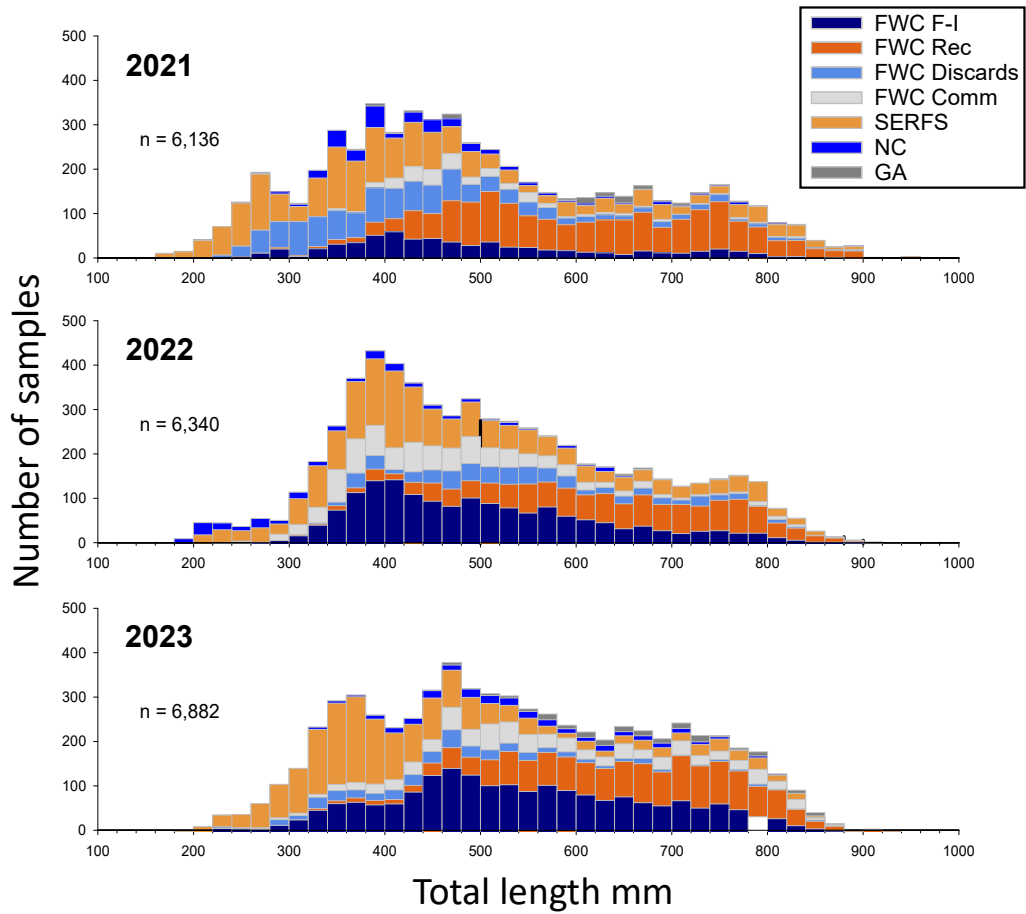 FWC F-I
FWC Rec
FWC Discards
FWC Comm
SERFS
NC
GA
Number of samples
500
400
300
200
100
0
2021
n = 6,136
100 200 300 400 500 600 700 800 900 1000
500
400
300
200
100
0
2022
n = 6,340
100 200 300 400 500 600 700 800 900 1000
500
400
300
200
100
0
2023
n = 6,882
100 200 300 400 500 600 700 800 900 1000
Total length mm